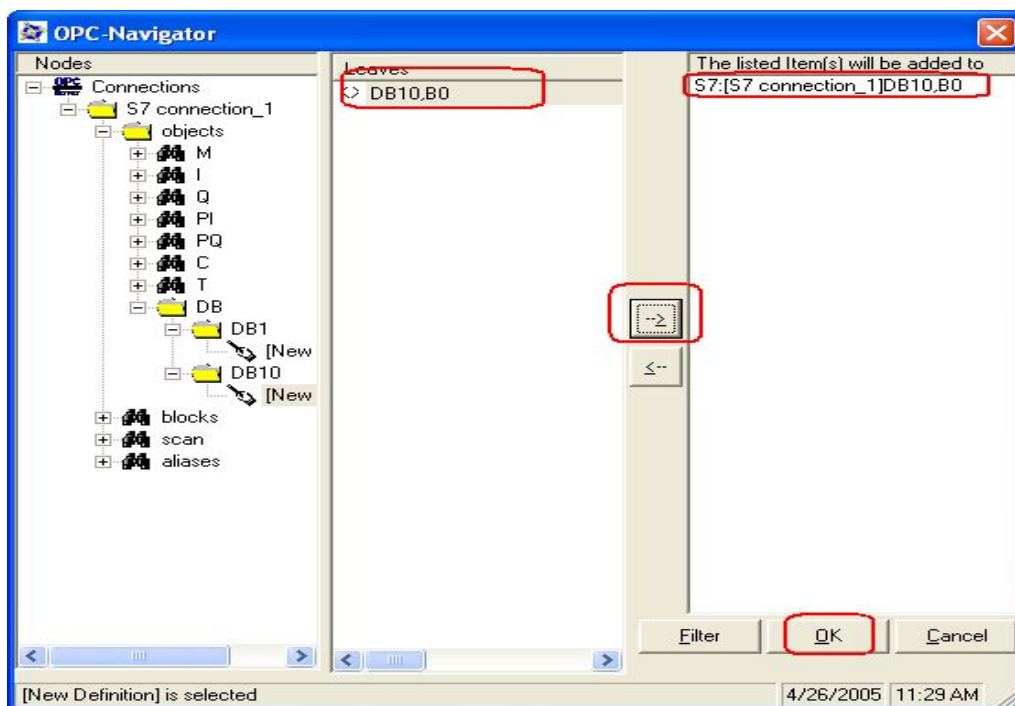 OPC-Navigator
Nodes
Connections
S7 connection_1
objects
M
I
Q
PI
PQ
C
T
DB
DB1
[New
DB10
[New
blocks
scan
aliases
Leaves
<> DB10,B0
-->
<--
The listed Item(s) will be added to
S7:[S7 connection_1]DB10,B0
Filter
OK
Cancel
[New Definition] is selected
4/26/2005
11:29 AM